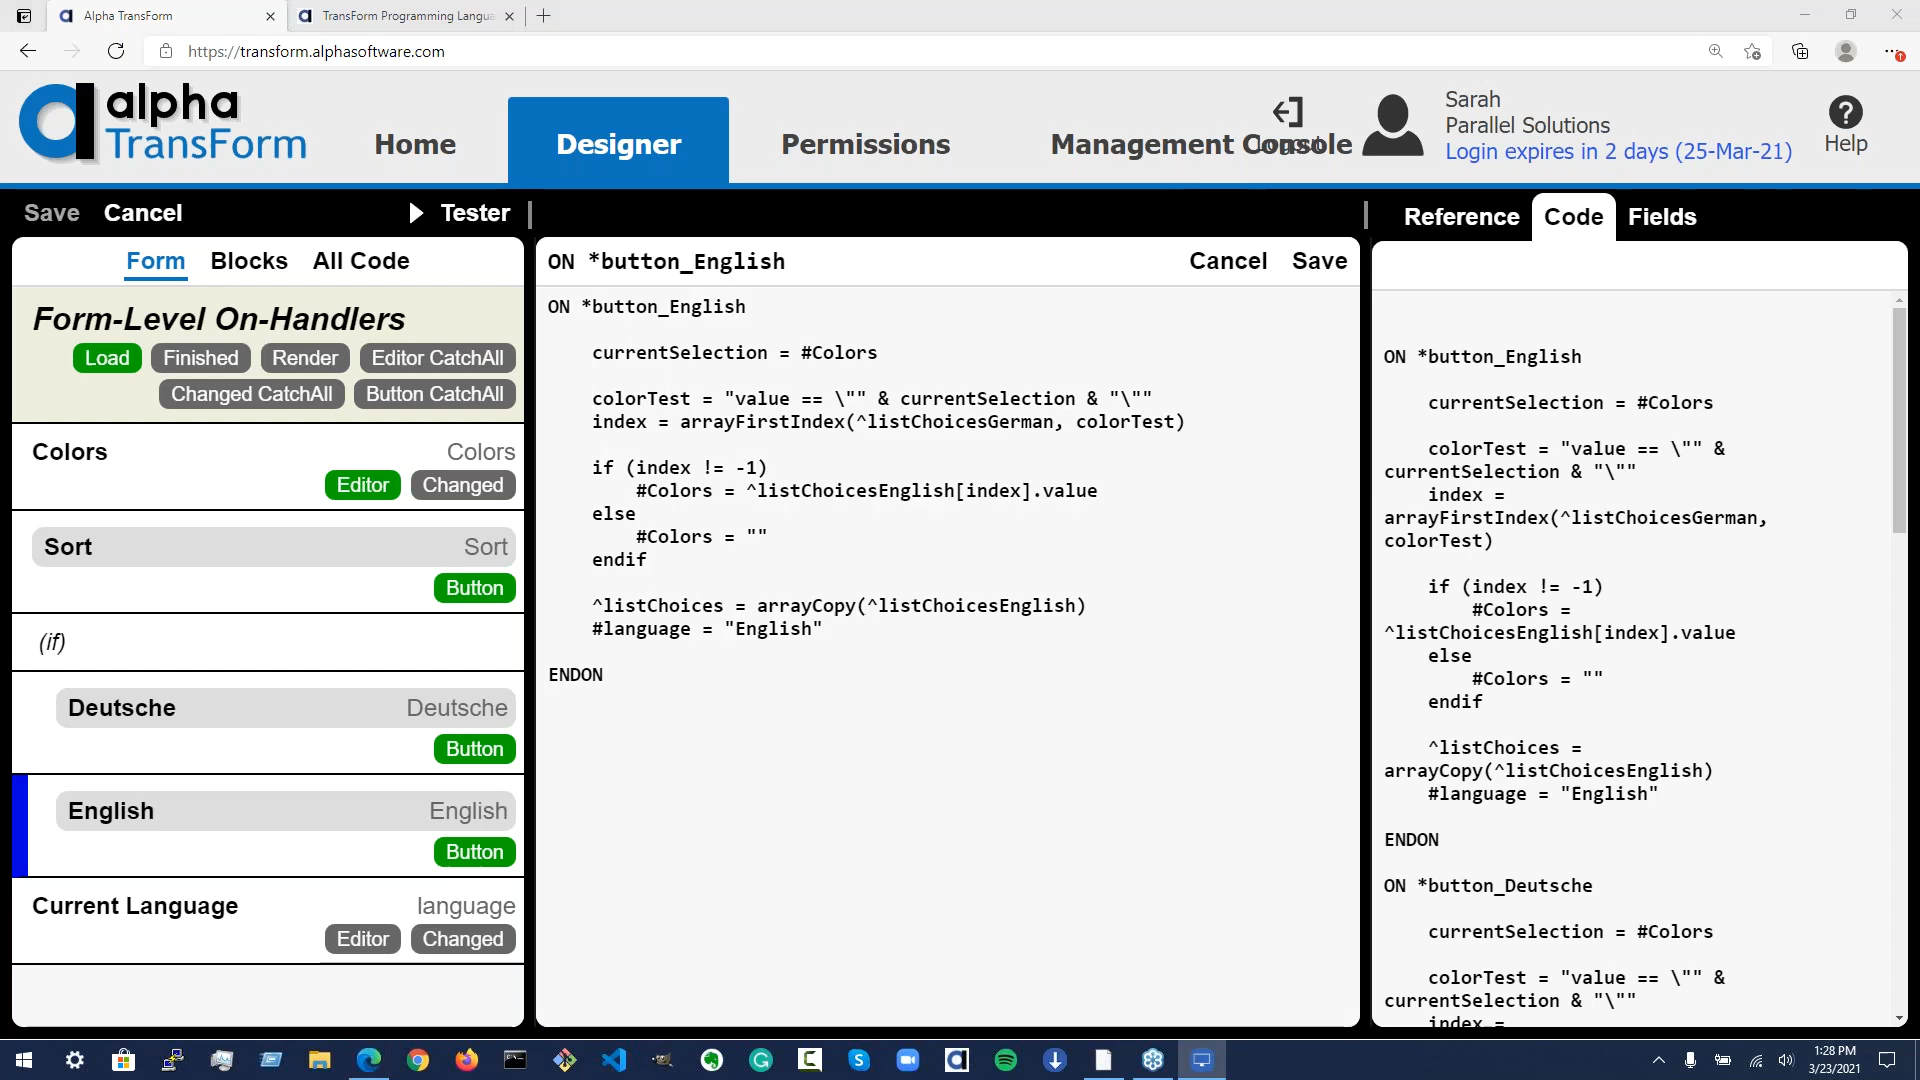 Alpha TransForm
TransForm Programming Langua
https://transform.alphasoftware.com
alpha
TransForm
Home
Designer
Permissions
Management Console
Logout
Sarah
Parallel Solutions
Login expires in 2 days (25-Mar-21)
Help
Save
Cancel
Tester
Reference
Code
Fields
Form
Blocks
All Code
Form-Level On-Handlers
Load
Finished
Render
Editor CatchAll
Changed CatchAll
Button CatchAll
Colors
Colors
Editor
Changed
Sort
Sort
Button
(if)
Deutsche
Deutsche
Button
English
English
Button
Current Language
language
Editor
Changed
ON *button_English
Cancel
Save
ON *button_English
currentSelection = #Colors
colorTest = "value == \"" & currentSelection & "\""
index = arrayFirstIndex(^listChoicesGerman, colorTest)
if (index != -1)
#Colors = ^listChoicesEnglish[index].value
else
#Colors = ""
endif
^listChoices = arrayCopy(^listChoicesEnglish)
#language = "English"
ENDON
ON *button_English
currentSelection = #Colors
colorTest = "value == \"" &
currentSelection & "\""
index =
arrayFirstIndex(^listChoicesGerman,
colorTest)
if (index != -1)
#Colors =
^listChoicesEnglish[index].value
else
#Colors = ""
endif
^listChoices =
arrayCopy(^listChoicesEnglish)
#language = "English"
ENDON
ON *button_Deutsche
currentSelection = #Colors
colorTest = "value == \"" &
currentSelection & "\""
index =
1:28 PM
3/23/2021